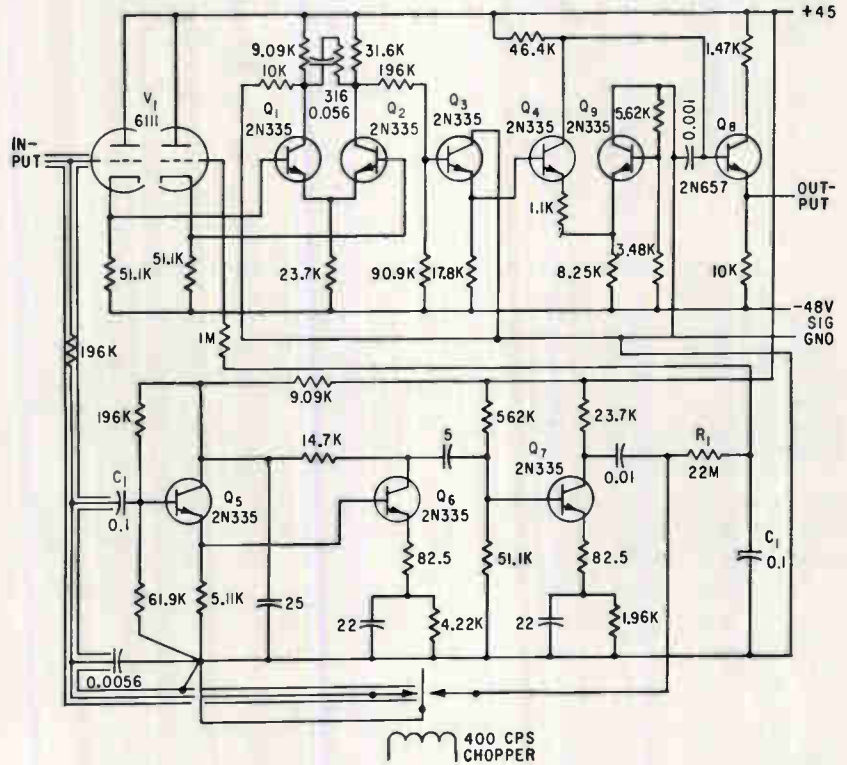 +45
9.09K
31.6K
46.4K
1.47K
10K
316
0.056
196K
V1
6111
Q1
2N335
Q2
2N335
Q3
2N335
Q4
2N335
Q9
2N335
5.62K
0.001
Q8
2N657
IN-
PUT
1.1K
OUT-
PUT
51.1K
51.1K
23.7K
90.9K
17.8K
8.25K
3.48K
10K
-48V
SIG
GND
1M
196K
9.09K
196K
14.7K
5
562K
23.7K
R1
22M
C1
0.1
Q5
2N335
Q6
2N335
Q7
2N335
0.01
82.5
51.1K
82.5
C1
0.1
61.9K
5.11K
25
22
4.22K
22
1.96K
0.0056
400 CPS
CHOPPER